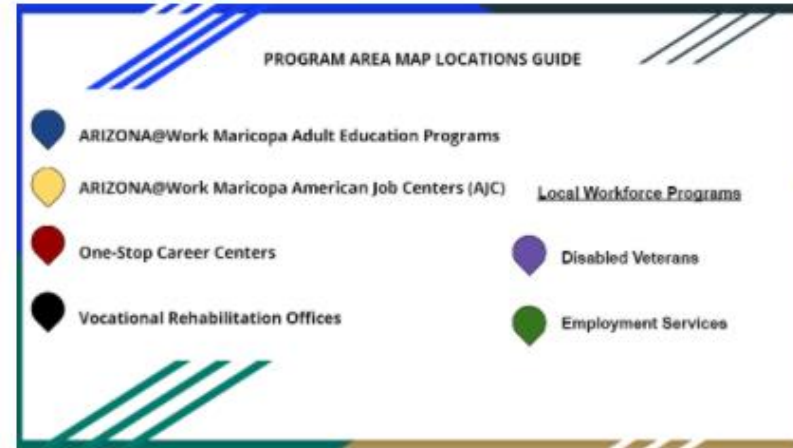 PROGRAM AREA MAP LOCATIONS GUIDE
ARIZONA@Work Maricopa Adult Education Programs
ARIZONA@Work Maricopa American Job Centers (AJC)
One-Stop Career Centers
Vocational Rehabilitation Offices
Local Workforce Programs
Disabled Veterans
Employment Services